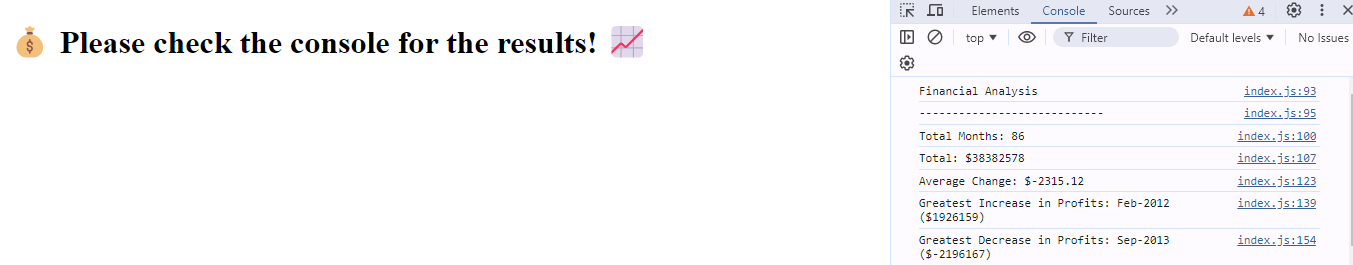 💰 Please check the console for the results! 📈
Elements Console Sources 4
top Filter Default levels No Issues
Financial Analysis index.js:93
---------------------------- index.js:95
Total Months: 86 index.js:100
Total: $38382578 index.js:107
Average Change: $-2315.12 index.js:123
Greatest Increase in Profits: Feb-2012 index.js:139
($1926159)
Greatest Decrease in Profits: Sep-2013 index.js:154
($-2196167)